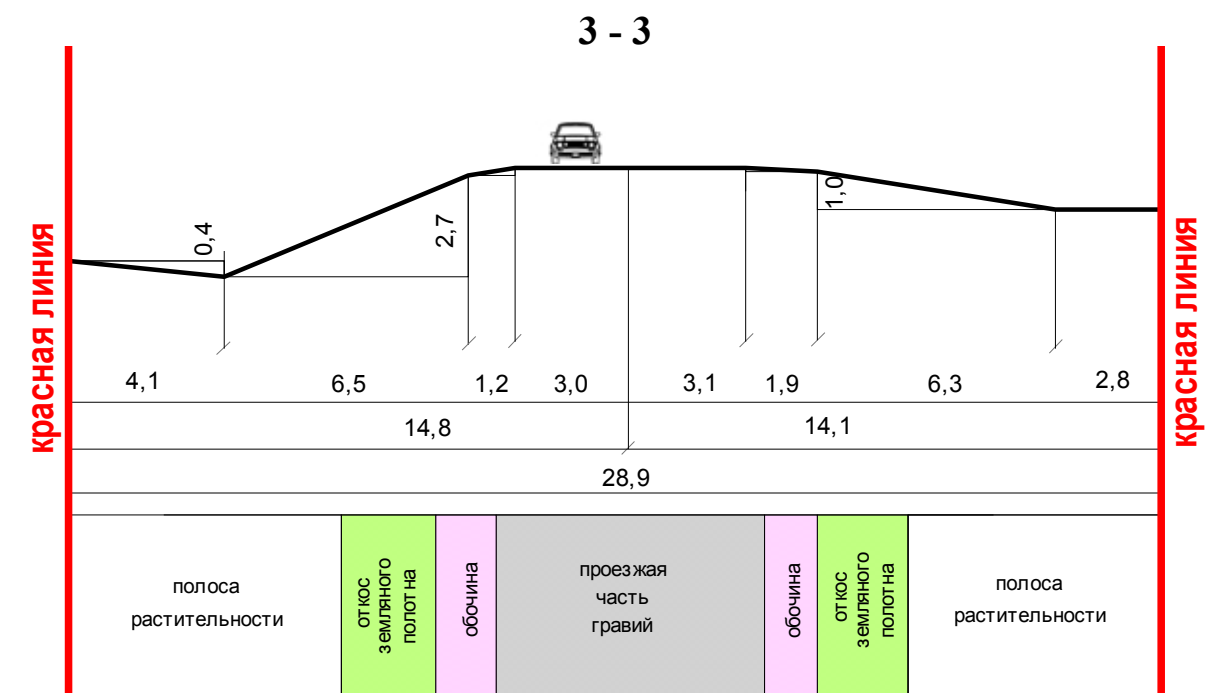 3 - 3
красная линия
0,4
2,7
1,0
красная линия
4,1
6,5
1,2
3,0
3,1
1,9
6,3
2,8
14,8
14,1
28,9
полоса
растительности
откос
земляного
полотна
обочина
проезжая
часть
гравий
обочина
откос
земляного
полотна
полоса
растительности